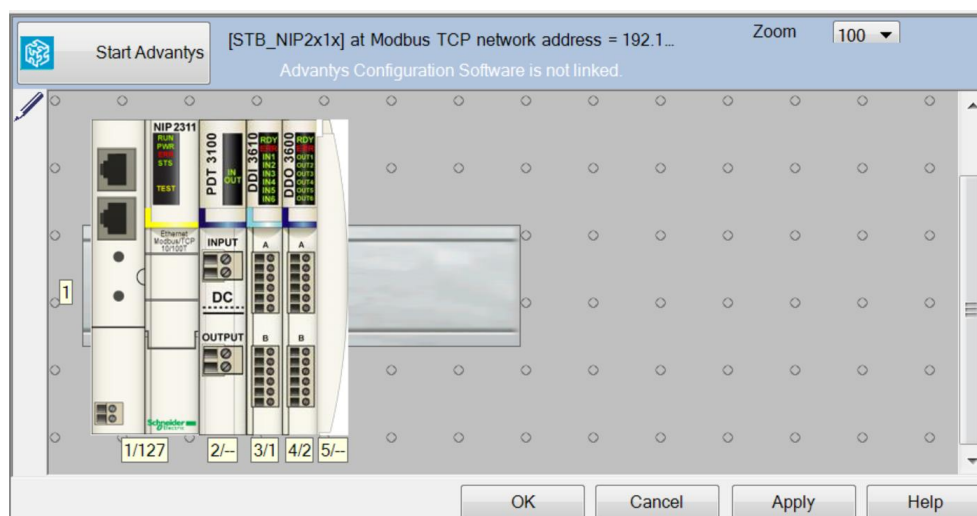 Start Advantys
[STB_NIP2x1x] at Modbus TCP network address = 192.1...
Advantys Configuration Software is not linked.
Zoom
100
NIP 2311
RUN
PWR
ERR
STS
TEST
Ethernet
Modbus/TCP
10/100T
Schneider
Electric
PDT 3100
IN
OUT
INPUT
DC
OUTPUT
DDI 3610
RDY
ERR
IN1
IN2
IN3
IN4
IN5
IN6
A
B
DDO 3600
RDY
ERR
OUT1
OUT2
OUT3
OUT4
OUT5
OUT6
A
B
1
1/127
2/--
3/1
4/2
5/--
OK
Cancel
Apply
Help